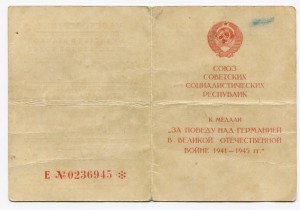 СОЮЗ
СОВЕТСКИХ
СОЦИАЛИСТИЧЕСКИХ
РЕСПУБЛИК
К МЕДАЛИ
„ЗА ПОБЕДУ НАД ГЕРМАНИЕЙ
В ВЕЛИКОЙ ОТЕЧЕСТВЕННОЙ
ВОЙНЕ 1941—1945 гг.“
Е №0236945